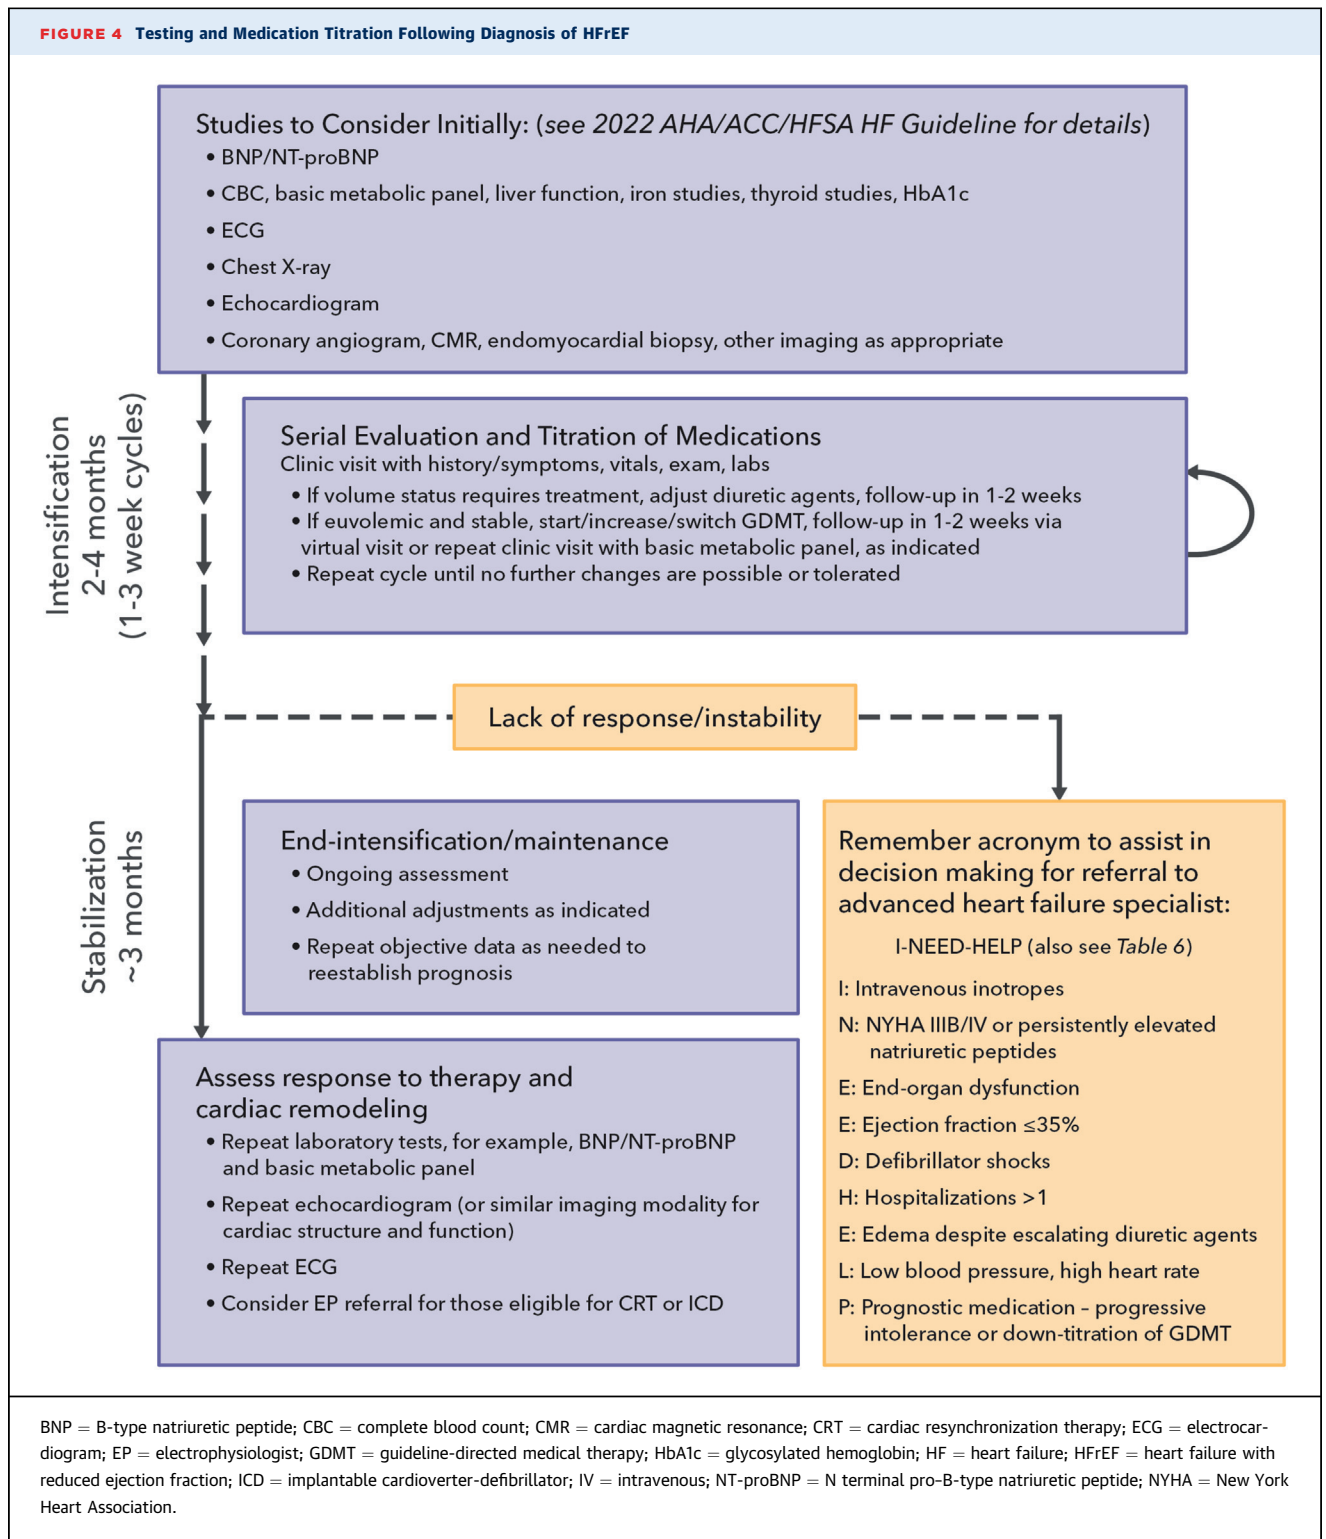 FIGURE 4 Testing and Medication Titration Following Diagnosis of HFrEF
Studies to Consider Initially: (see 2022 AHA/ACC/HFSA HF Guideline for details)
• BNP/NT-proBNP
• CBC, basic metabolic panel, liver function, iron studies, thyroid studies, HbA1c
• ECG
• Chest X-ray
• Echocardiogram
• Coronary angiogram, CMR, endomyocardial biopsy, other imaging as appropriate
Intensification
2-4 months
(1-3 week cycles)
Serial Evaluation and Titration of Medications
Clinic visit with history/symptoms, vitals, exam, labs
• If volume status requires treatment, adjust diuretic agents, follow-up in 1-2 weeks
• If euvolemic and stable, start/increase/switch GDMT, follow-up in 1-2 weeks via
virtual visit or repeat clinic visit with basic metabolic panel, as indicated
• Repeat cycle until no further changes are possible or tolerated
Lack of response/instability
Stabilization
~3 months
End-intensification/maintenance
• Ongoing assessment
• Additional adjustments as indicated
• Repeat objective data as needed to
reestablish prognosis
Assess response to therapy and
cardiac remodeling
• Repeat laboratory tests, for example, BNP/NT-proBNP
and basic metabolic panel
• Repeat echocardiogram (or similar imaging modality for
cardiac structure and function)
• Repeat ECG
• Consider EP referral for those eligible for CRT or ICD
Remember acronym to assist in
decision making for referral to
advanced heart failure specialist:
I-NEED-HELP (also see Table 6)
I: Intravenous inotropes
N: NYHA IIIB/IV or persistently elevated
natriuretic peptides
E: End-organ dysfunction
E: Ejection fraction ≤35%
D: Defibrillator shocks
H: Hospitalizations >1
E: Edema despite escalating diuretic agents
L: Low blood pressure, high heart rate
P: Prognostic medication – progressive
intolerance or down-titration of GDMT
BNP = B-type natriuretic peptide; CBC = complete blood count; CMR = cardiac magnetic resonance; CRT = cardiac resynchronization therapy; ECG = electrocar-
diogram; EP = electrophysiologist; GDMT = guideline-directed medical therapy; HbA1c = glycosylated hemoglobin; HF = heart failure; HFrEF = heart failure with
reduced ejection fraction; ICD = implantable cardioverter-defibrillator; IV = intravenous; NT-proBNP = N terminal pro–B-type natriuretic peptide; NYHA = New York
Heart Association.